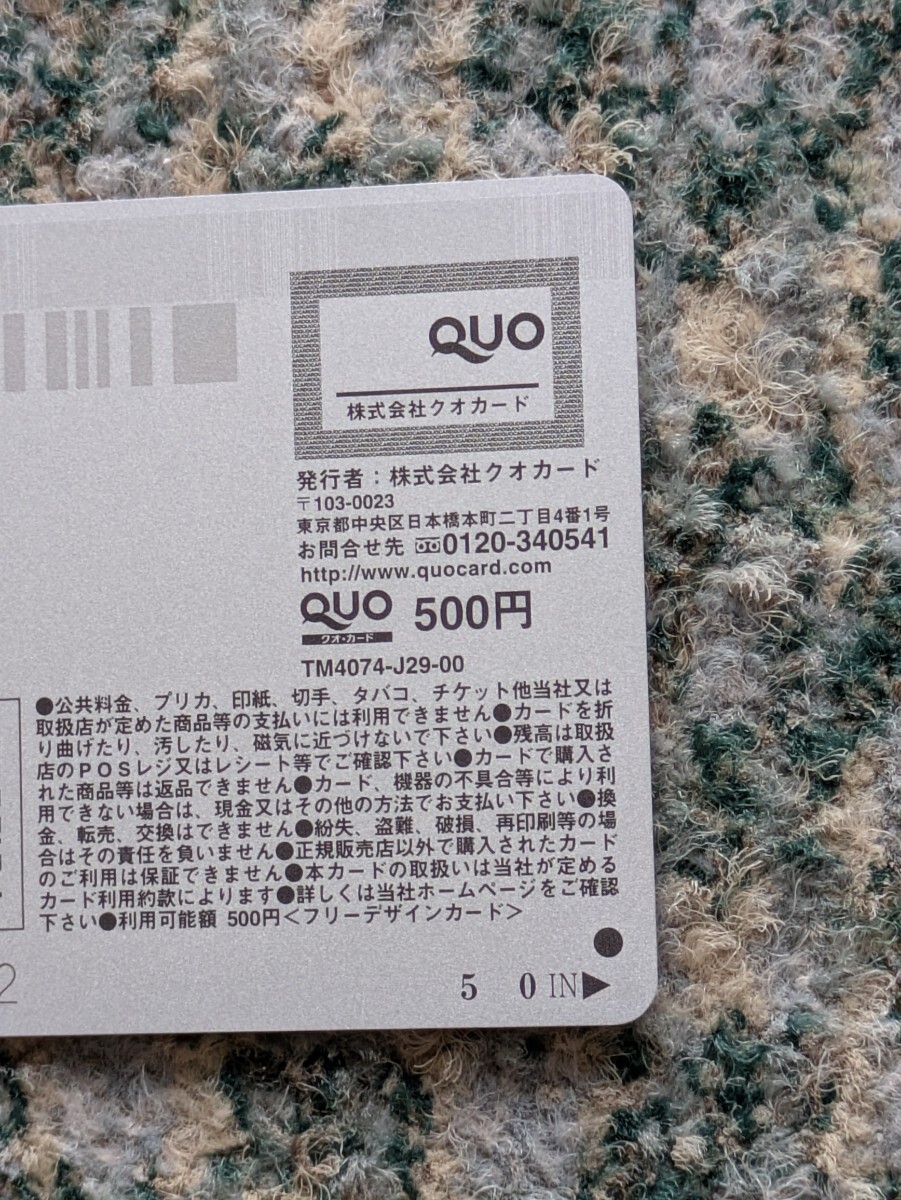 QUO
株式会社クオカード
発行者：株式会社クオカード
〒103-0023
東京都中央区日本橋本町二丁目4番1号
お問合せ先 0120-340541
http://www.quocard.com
QUO 500円
クオ・カード
TM4074-J29-00
●公共料金、プリカ、印紙、切手、タバコ、チケット他当社又は
取扱店が定めた商品等の支払いには利用できません●カードを折
り曲げたり、汚したり、磁気に近づけないで下さい●残高は取扱
店のPOSレジ又はレシート等でご確認下さい●カードで購入さ
れた商品等は返品できません●カード、機器の不具合等により利
用できない場合は、現金又はその他の方法でお支払い下さい●換
金、転売、交換はできません●紛失、盗難、破損、再印刷等の場
合はその責任を負いません●正規販売店以外で購入されたカード
のご利用は保証できません●本カードの取扱いは当社が定める
カード利用約款によります●詳しくは当社ホームページをご確認
下さい●利用可能額 500円＜フリーデザインカード＞
2
5 0 IN▶